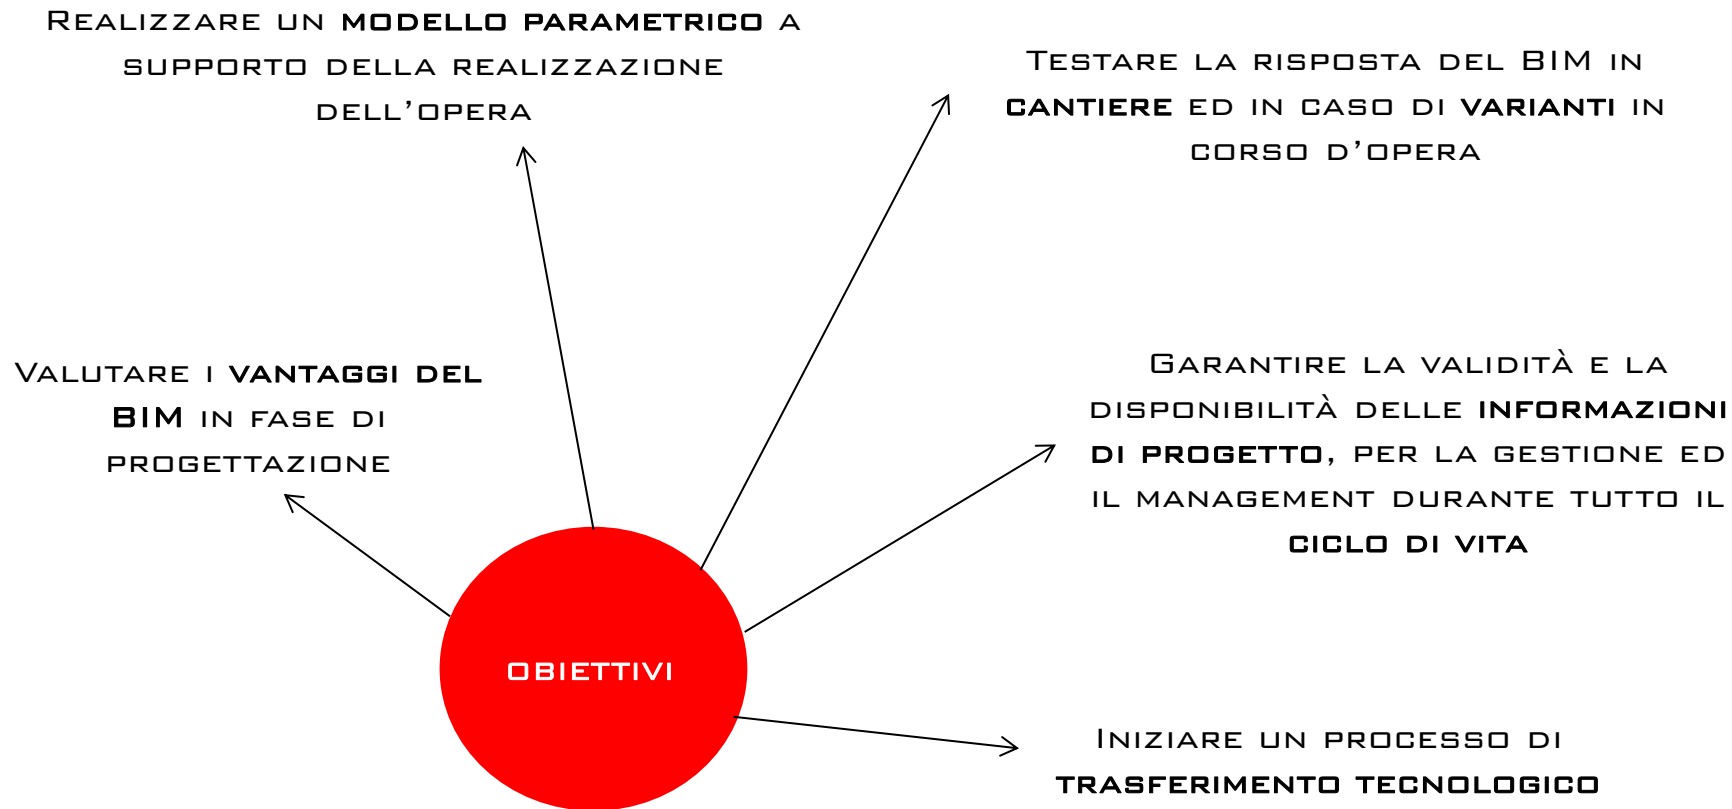 Realizzare un modello parametrico a
supporto della realizzazione
dell'opera
Testare la risposta del BIM in
cantiere ed in caso di varianti in
corso d'opera
Valutare i vantaggi del
BIM in fase di
progettazione
Garantire la validità e la
disponibilità delle informazioni
di progetto, per la gestione ed
il management durante tutto il
ciclo di vita
obiettivi
Iniziare un processo di
trasferimento tecnologico